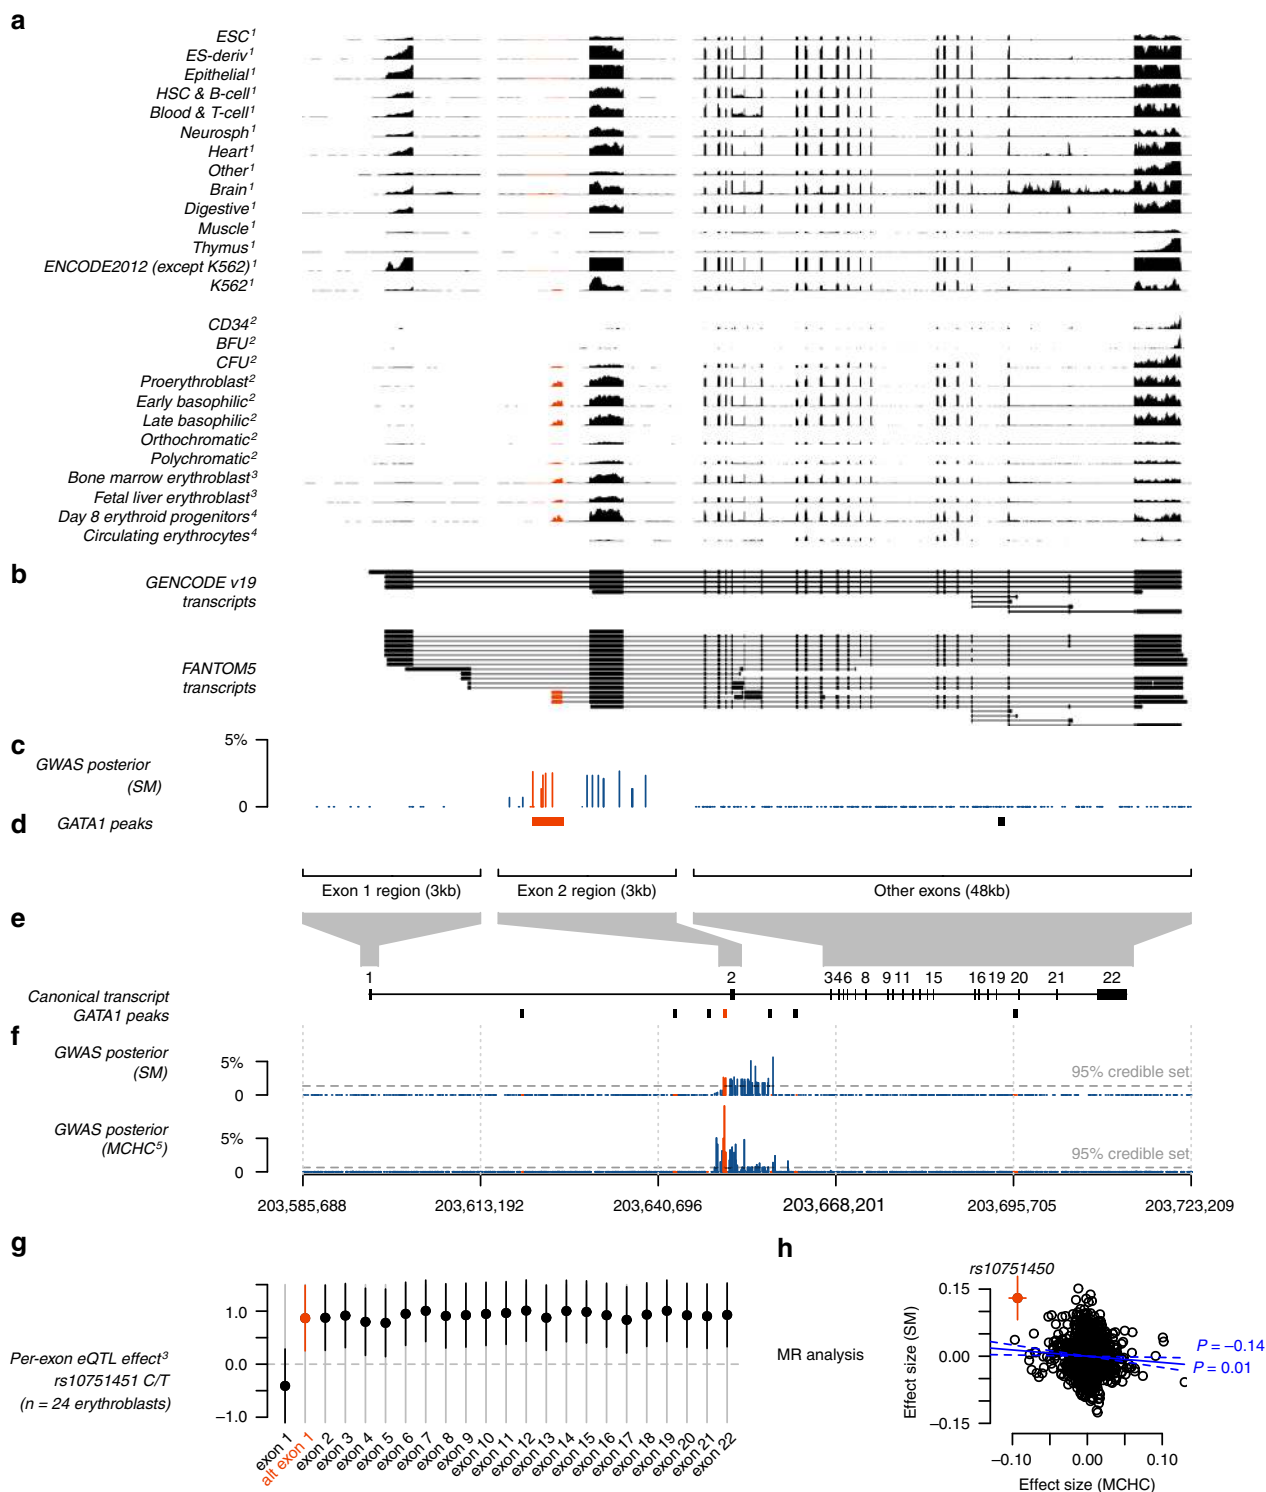 a
ESC1
ES-deriv1
Epithelial1
HSC & B-cell1
Blood & T-cell1
Neurosph1
Heart1
Other1
Brain1
Digestive1
Muscle1
Thymus1
ENCODE2012 (except K562)1
K5621
CD342
BFU2
CFU2
Proerythroblast2
Early basophilic2
Late basophilic2
Orthochromatic2
Polychromatic2
Bone marrow erythroblast3
Fetal liver erythroblast3
Day 8 erythroid progenitors4
Circulating erythrocytes4
b
GENCODE v19
transcripts
FANTOM5
transcripts
c
GWAS posterior
(SM)
5%
0
d
GATA1 peaks
Exon 1 region (3kb)
Exon 2 region (3kb)
Other exons (48kb)
e
1 2 346 8 911 15 16 19 20 21 22
Canonical transcript
GATA1 peaks
f
GWAS posterior
(SM)
5%
0
95% credible set
GWAS posterior
(MCHC5)
5%
0
95% credible set
203,585,688 203,613,192 203,640,696 203,668,201 203,695,705 203,723,209
g
Per-exon eQTL effect3
rs10751451 C/T
(n = 24 erythroblasts)
1.0
0.0
−1.0
exon 1
alt exon 1
exon 2
exon 3
exon 4
exon 5
exon 6
exon 7
exon 8
exon 9
exon 10
exon 11
exon 12
exon 13
exon 14
exon 15
exon 16
exon 17
exon 18
exon 19
exon 20
exon 21
exon 22
h
MR analysis
rs10751450
Effect size (SM)
0.15
0.00
−0.15
P = −0.14
P = 0.01
−0.10 0.00 0.10
Effect size (MCHC)